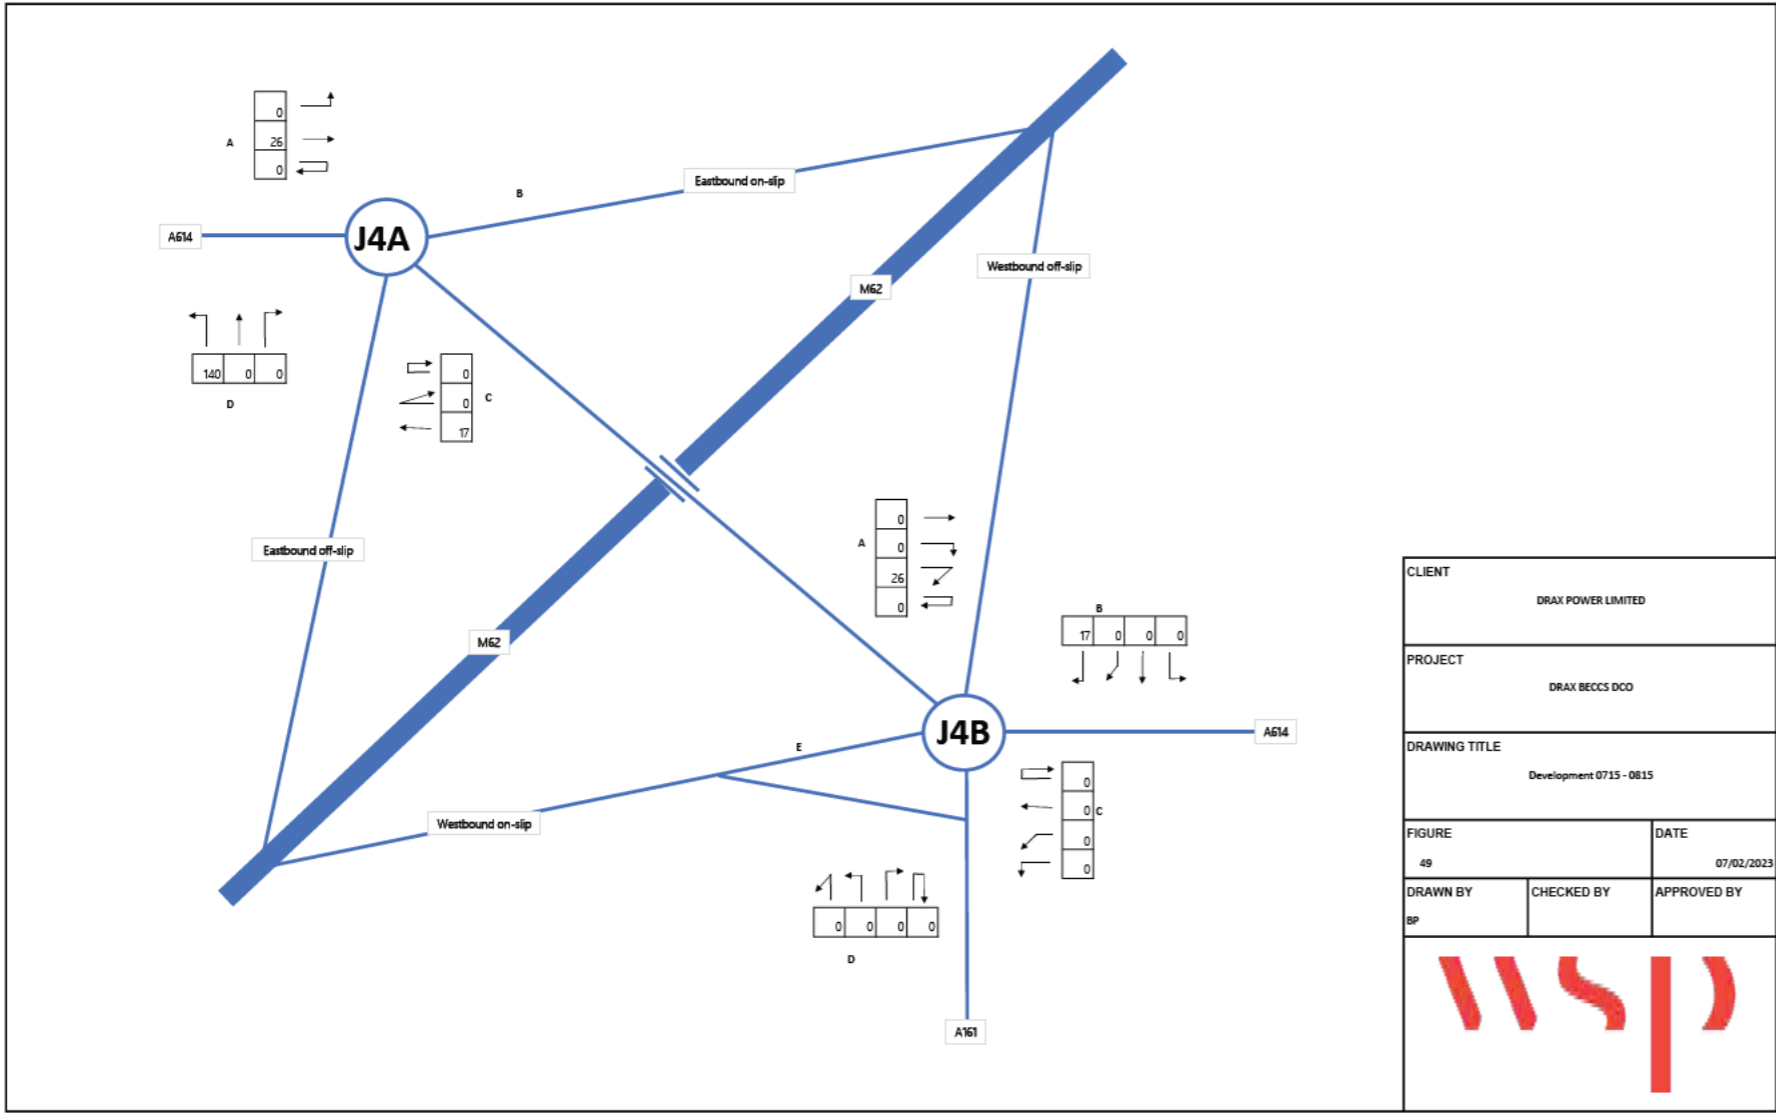 0
A
26
0
B
Eastbound on-slip
A614
J4A
Westbound off-slip
M62
140 0 0
D
0
0
C
17
0
A
0
26
0
Eastbound off-slip
B
17 0 0 0
M62
J4B
A614
E
0
0
C
0
0
Westbound on-slip
0 0 0 0
D
A161
CLIENT
DRAX POWER LIMITED
PROJECT
DRAX BECCS DCO
DRAWING TITLE
Development 0715 - 0815
FIGURE
49
DATE
07/02/2023
DRAWN BY
BP
CHECKED BY
APPROVED BY
wsp